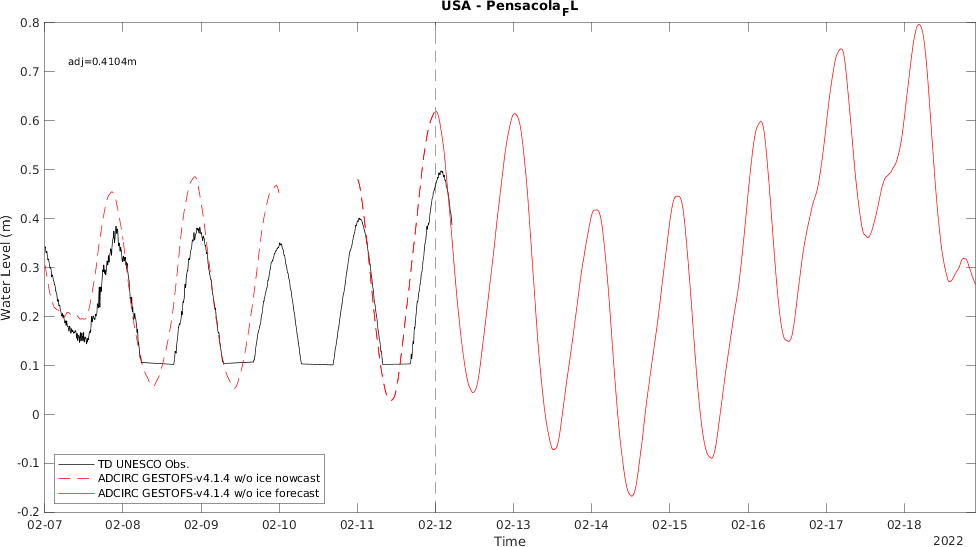 USA - Pensacola_FL
adj=0.4104m
0.8
0.7
0.6
0.5
0.4
0.3
0.2
0.1
0
-0.1
-0.2
Water Level (m)
TD UNESCO Obs.
ADCIRC GESTOFS-v4.1.4 w/o ice nowcast
ADCIRC GESTOFS-v4.1.4 w/o ice forecast
02-07 02-08 02-09 02-10 02-11 02-12 02-13 02-14 02-15 02-16 02-17 02-18
Time
2022